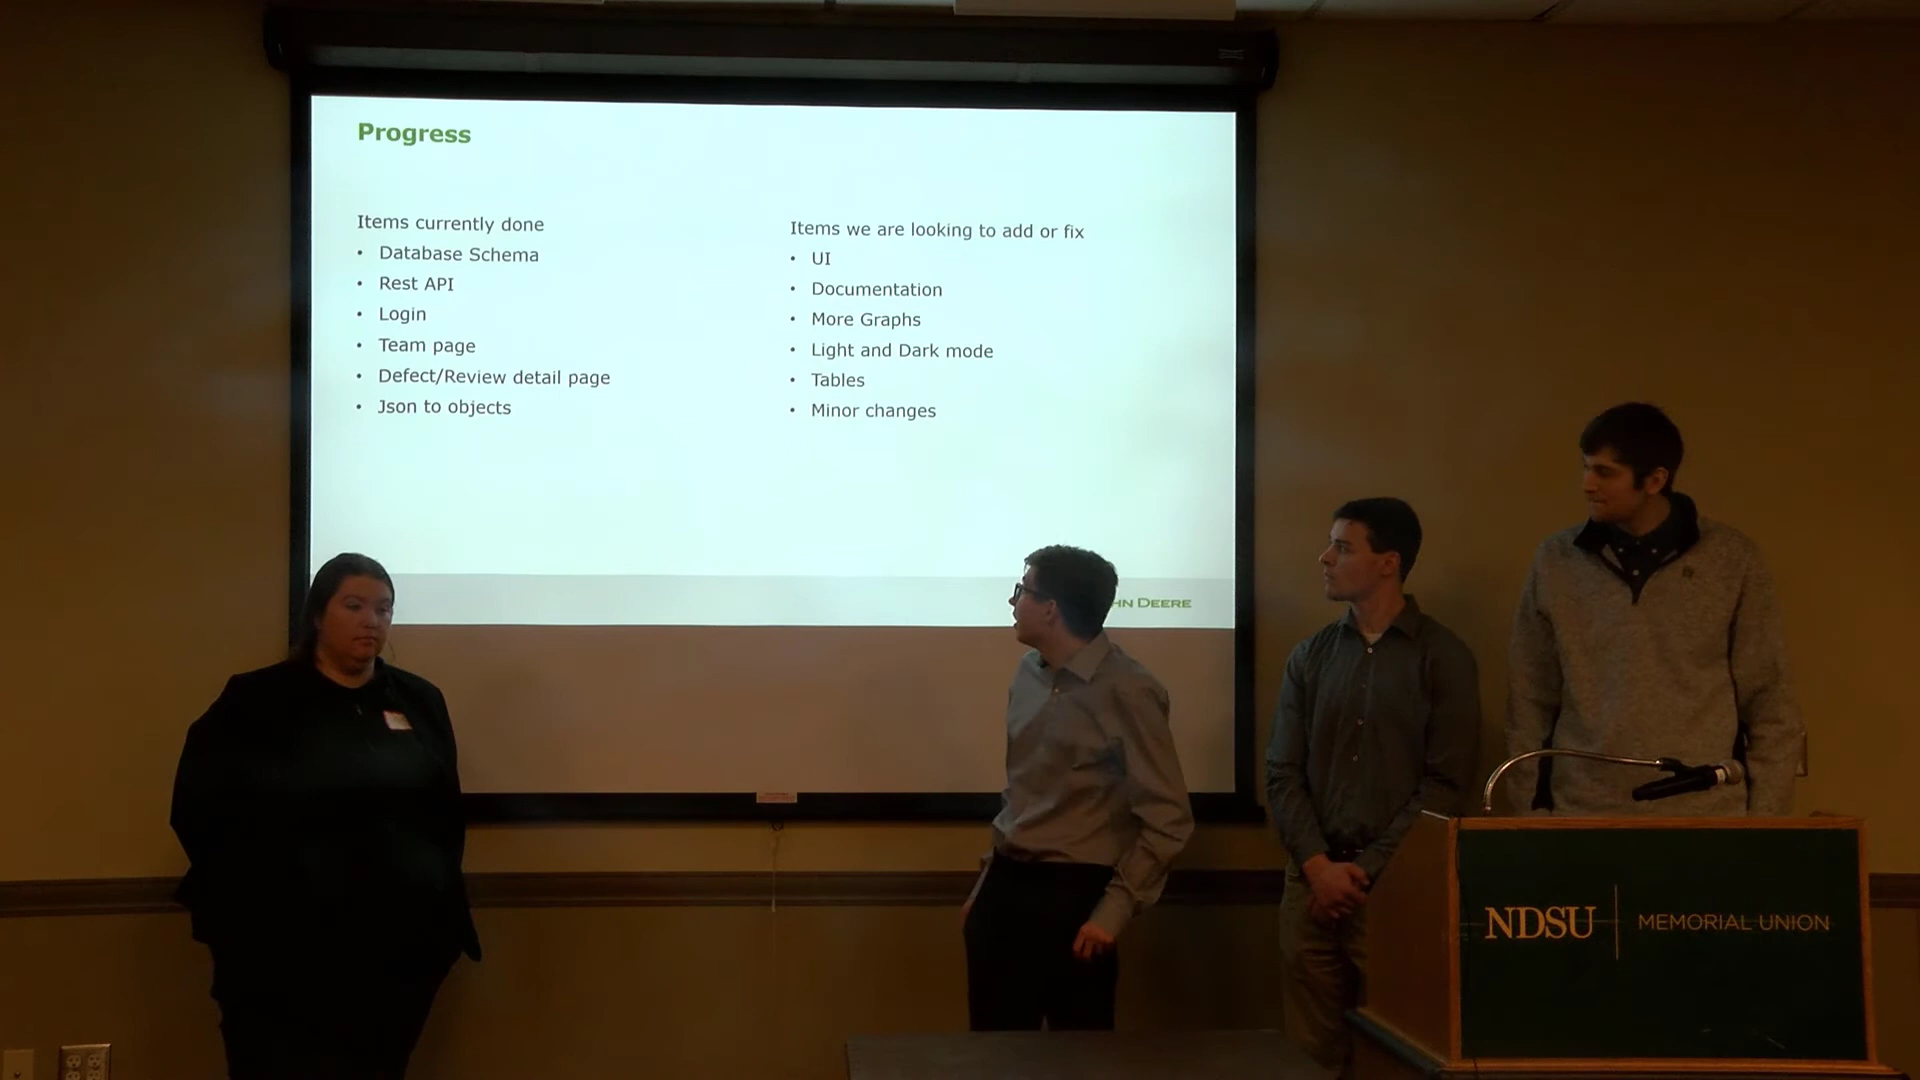 Progress
Items currently done
• Database Schema
• Rest API
• Login
• Team page
• Defect/Review detail page
• Json to objects
Items we are looking to add or fix
• UI
• Documentation
• More Graphs
• Light and Dark mode
• Tables
• Minor changes
HN DEERE
NDSU | MEMORIAL UNION